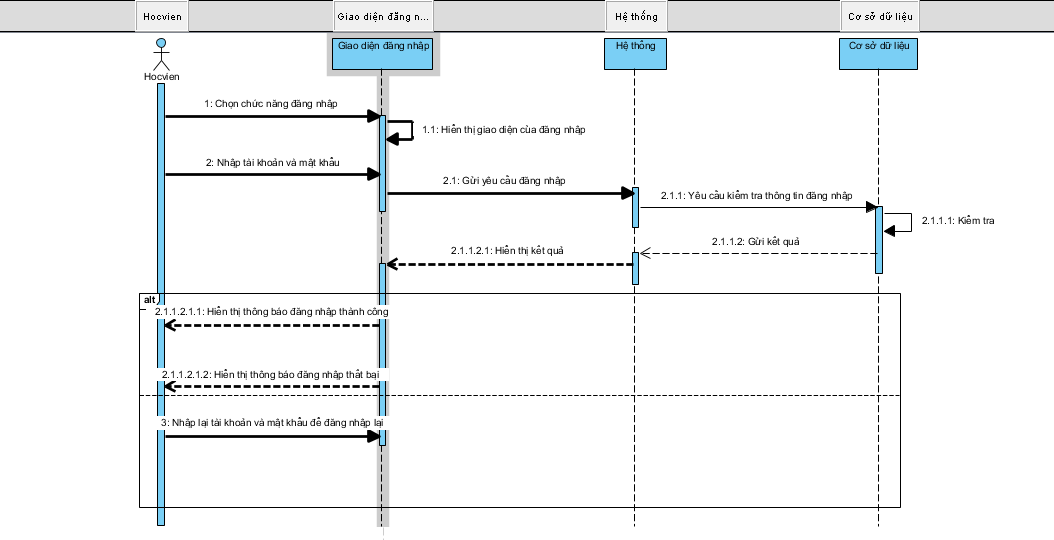 Hocvien
Giao diện đăng n...
Hệ thống
Cơ sở dữ liệu
Giao diện đăng nhập
Hệ thống
Cơ sở dữ liệu
Hocvien
1: Chọn chức năng đăng nhập
1.1: Hiển thị giao diện của đăng nhập
2: Nhập tài khoản và mật khẩu
2.1: Gửi yêu cầu đăng nhập
2.1.1: Yêu cầu kiểm tra thông tin đăng nhập
2.1.1.1: Kiểm tra
2.1.1.2: Gửi kết quả
2.1.1.2.1: Hiển thị kết quả
alt
2.1.1.2.1.1: Hiển thị thông báo đăng nhập thành công
2.1.1.2.1.2: Hiển thị thông báo đăng nhập thất bại
3: Nhập lại tài khoản và mật khẩu để đăng nhập lại